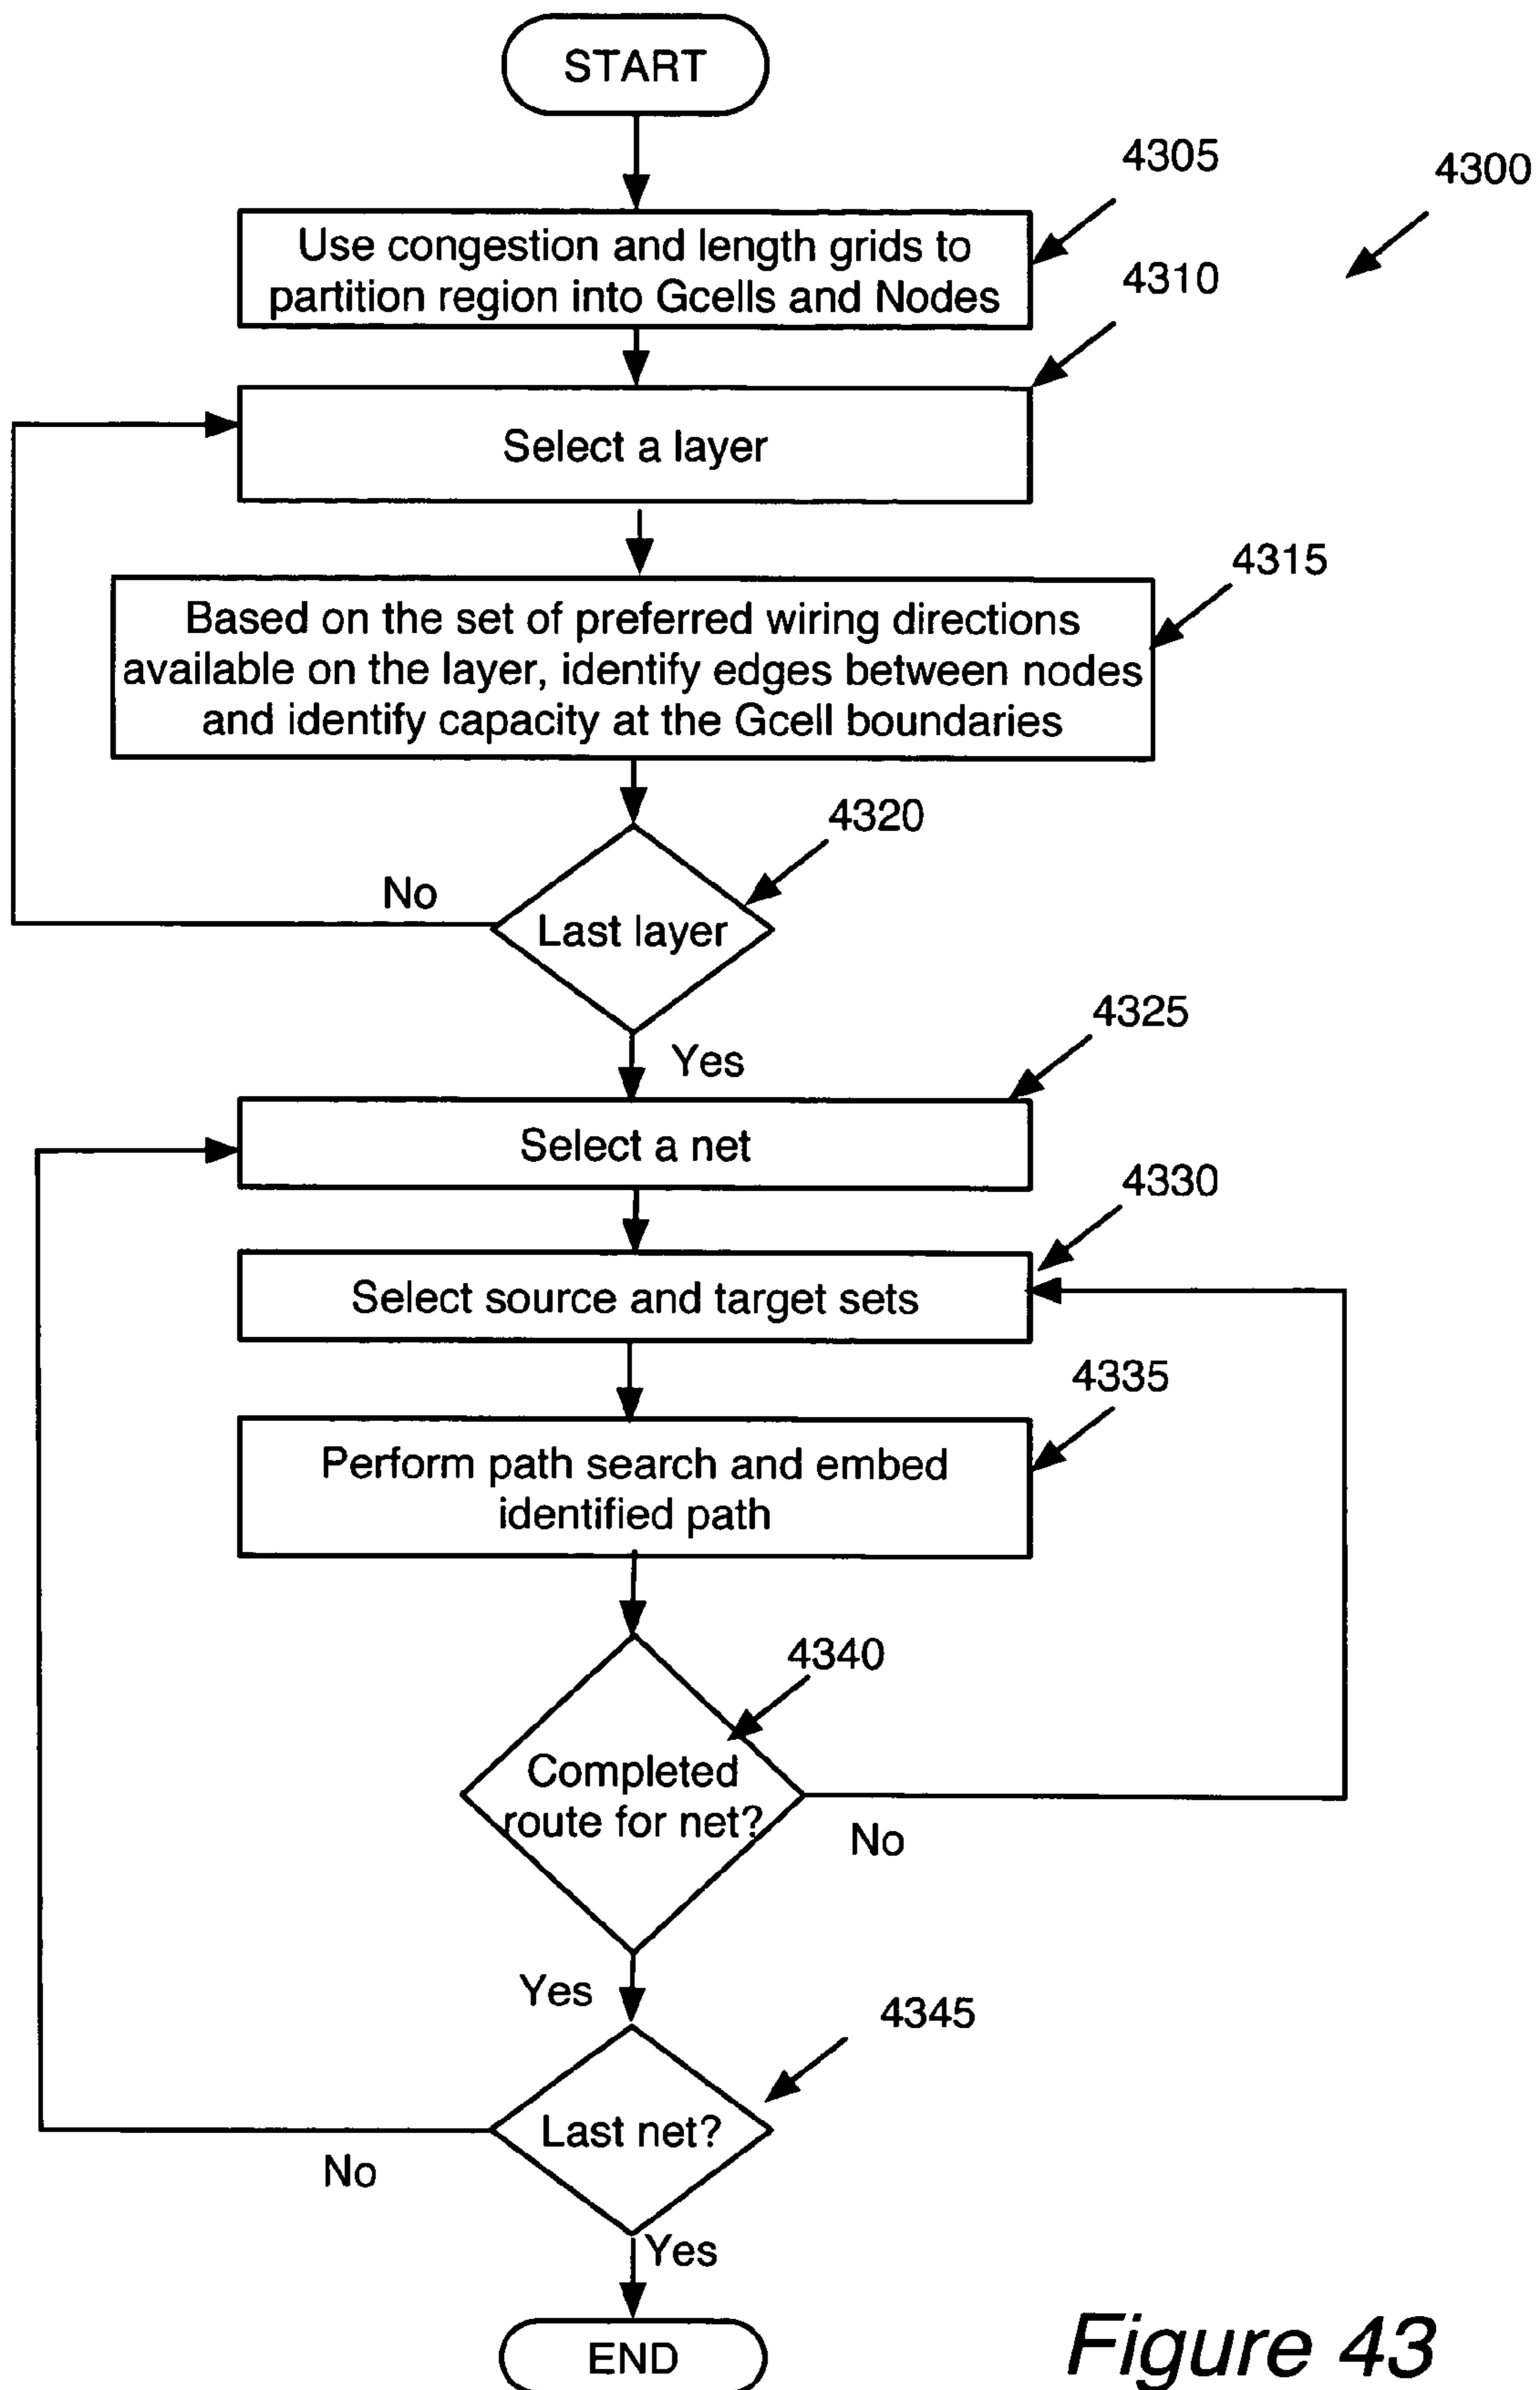 START
4305
4300
Use congestion and length grids to
partition region into Gcells and Nodes
4310
Select a layer
4315
Based on the set of preferred wiring directions
available on the layer, identify edges between nodes
and identify capacity at the Gcell boundaries
4320
No
Last layer
4325
Yes
Select a net
4330
Select source and target sets
4335
Perform path search and embed
identified path
4340
Completed
route for net?
No
Yes
4345
Last net?
No
Yes
END
Figure 43